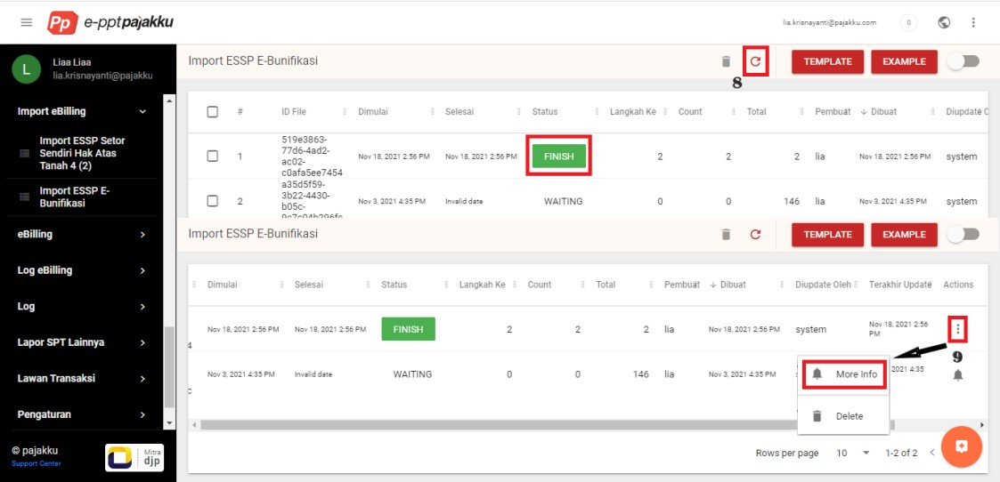 Pp e-pptpajakku
lia.krisnayanti@pajakku.com 0
L
Liaa Liaa
lia.krisnayanti@pajakku
Import eBilling
Import ESSP Setor
Sendiri Hak Atas
Tanah 4 (2)
Import ESSP E-
Bunifikasi
eBilling
Log eBilling
Log
Lapor SPT Lainnya
Lawan Transaksi
Pengaturan
© pajakku
Support Center
Mitra
djp
Import ESSP E-Bunifikasi TEMPLATE EXAMPLE
8
# ID File Dimulai Selesai Status Langkah Ke Count Total Pembuat Dibuat Diupdate O
519e3863-
77d6-4ad2-
ac02-
c0afa5ee7454
1 Nov 18, 2021 2:56 PM Nov 18, 2021 2:56 PM FINISH 2 2 2 lia Nov 18, 2021 2:56 PM system
a35d5f59-
3b22-4430-
b05c-
9c7c04b296fc
2 Nov 3, 2021 4:35 PM Invalid date WAITING 0 0 146 lia Nov 3, 2021 4:35 PM system
Import ESSP E-Bunifikasi TEMPLATE EXAMPLE
Dimulai Selesai Status Langkah Ke Count Total Pembuat Dibuat Diupdate Oleh Terakhir Update Actions
Nov 18, 2021 2:56 PM Nov 18, 2021 2:56 PM FINISH 2 2 2 lia Nov 18, 2021 2:56 PM system Nov 18, 2021 2:56
PM
4
9
Nov 3, 2021 4:35 PM Invalid date WAITING 0 0 146 lia Nov 3, 2021 4:35 PM 2021 4:35
More Info
Delete
Rows per page 10 1-2 of 2